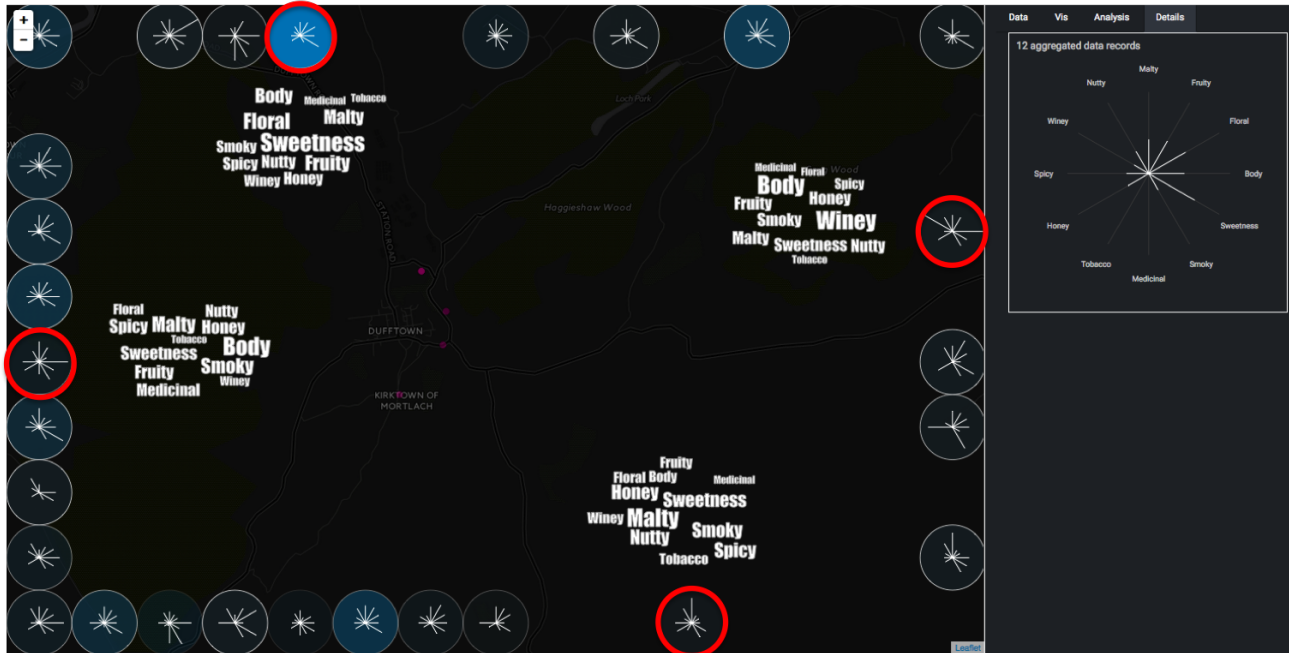 +
−
Data Vis Analysis Details
12 aggregated data records
Malty
Nutty Fruity
Winey Floral
Spicy Body
Honey Sweetness
Tobacco Smoky
Medicinal
Body Medicinal Tobacco
Floral Malty
Smoky Sweetness
Spicy Nutty Fruity
Winey Honey
Loch Park
Haggieshaw Wood
STATION ROAD
Medicinal Floral Wood
Body Spicy
Fruity Honey
Smoky Winey
Malty Sweetness Nutty
Tobacco
Floral Nutty
Spicy Malty Honey
Tobacco
Sweetness Body
Fruity Smoky
Medicinal Winey
DUFFTOWN
KIRKTOWN OF
MORTLACH
Fruity
Floral Body Medicinal
Honey Sweetness
Winey Malty
Nutty Smoky
Tobacco Spicy
Leaflet